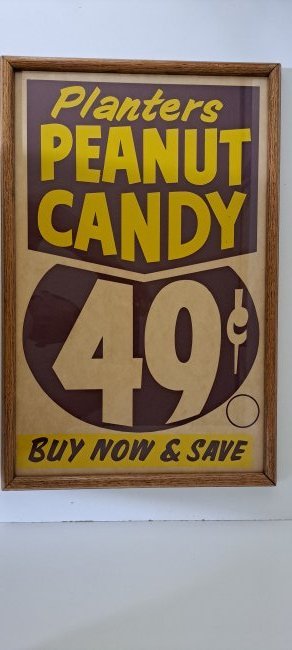 Planters
PEANUT
CANDY
49¢
BUY NOW & SAVE